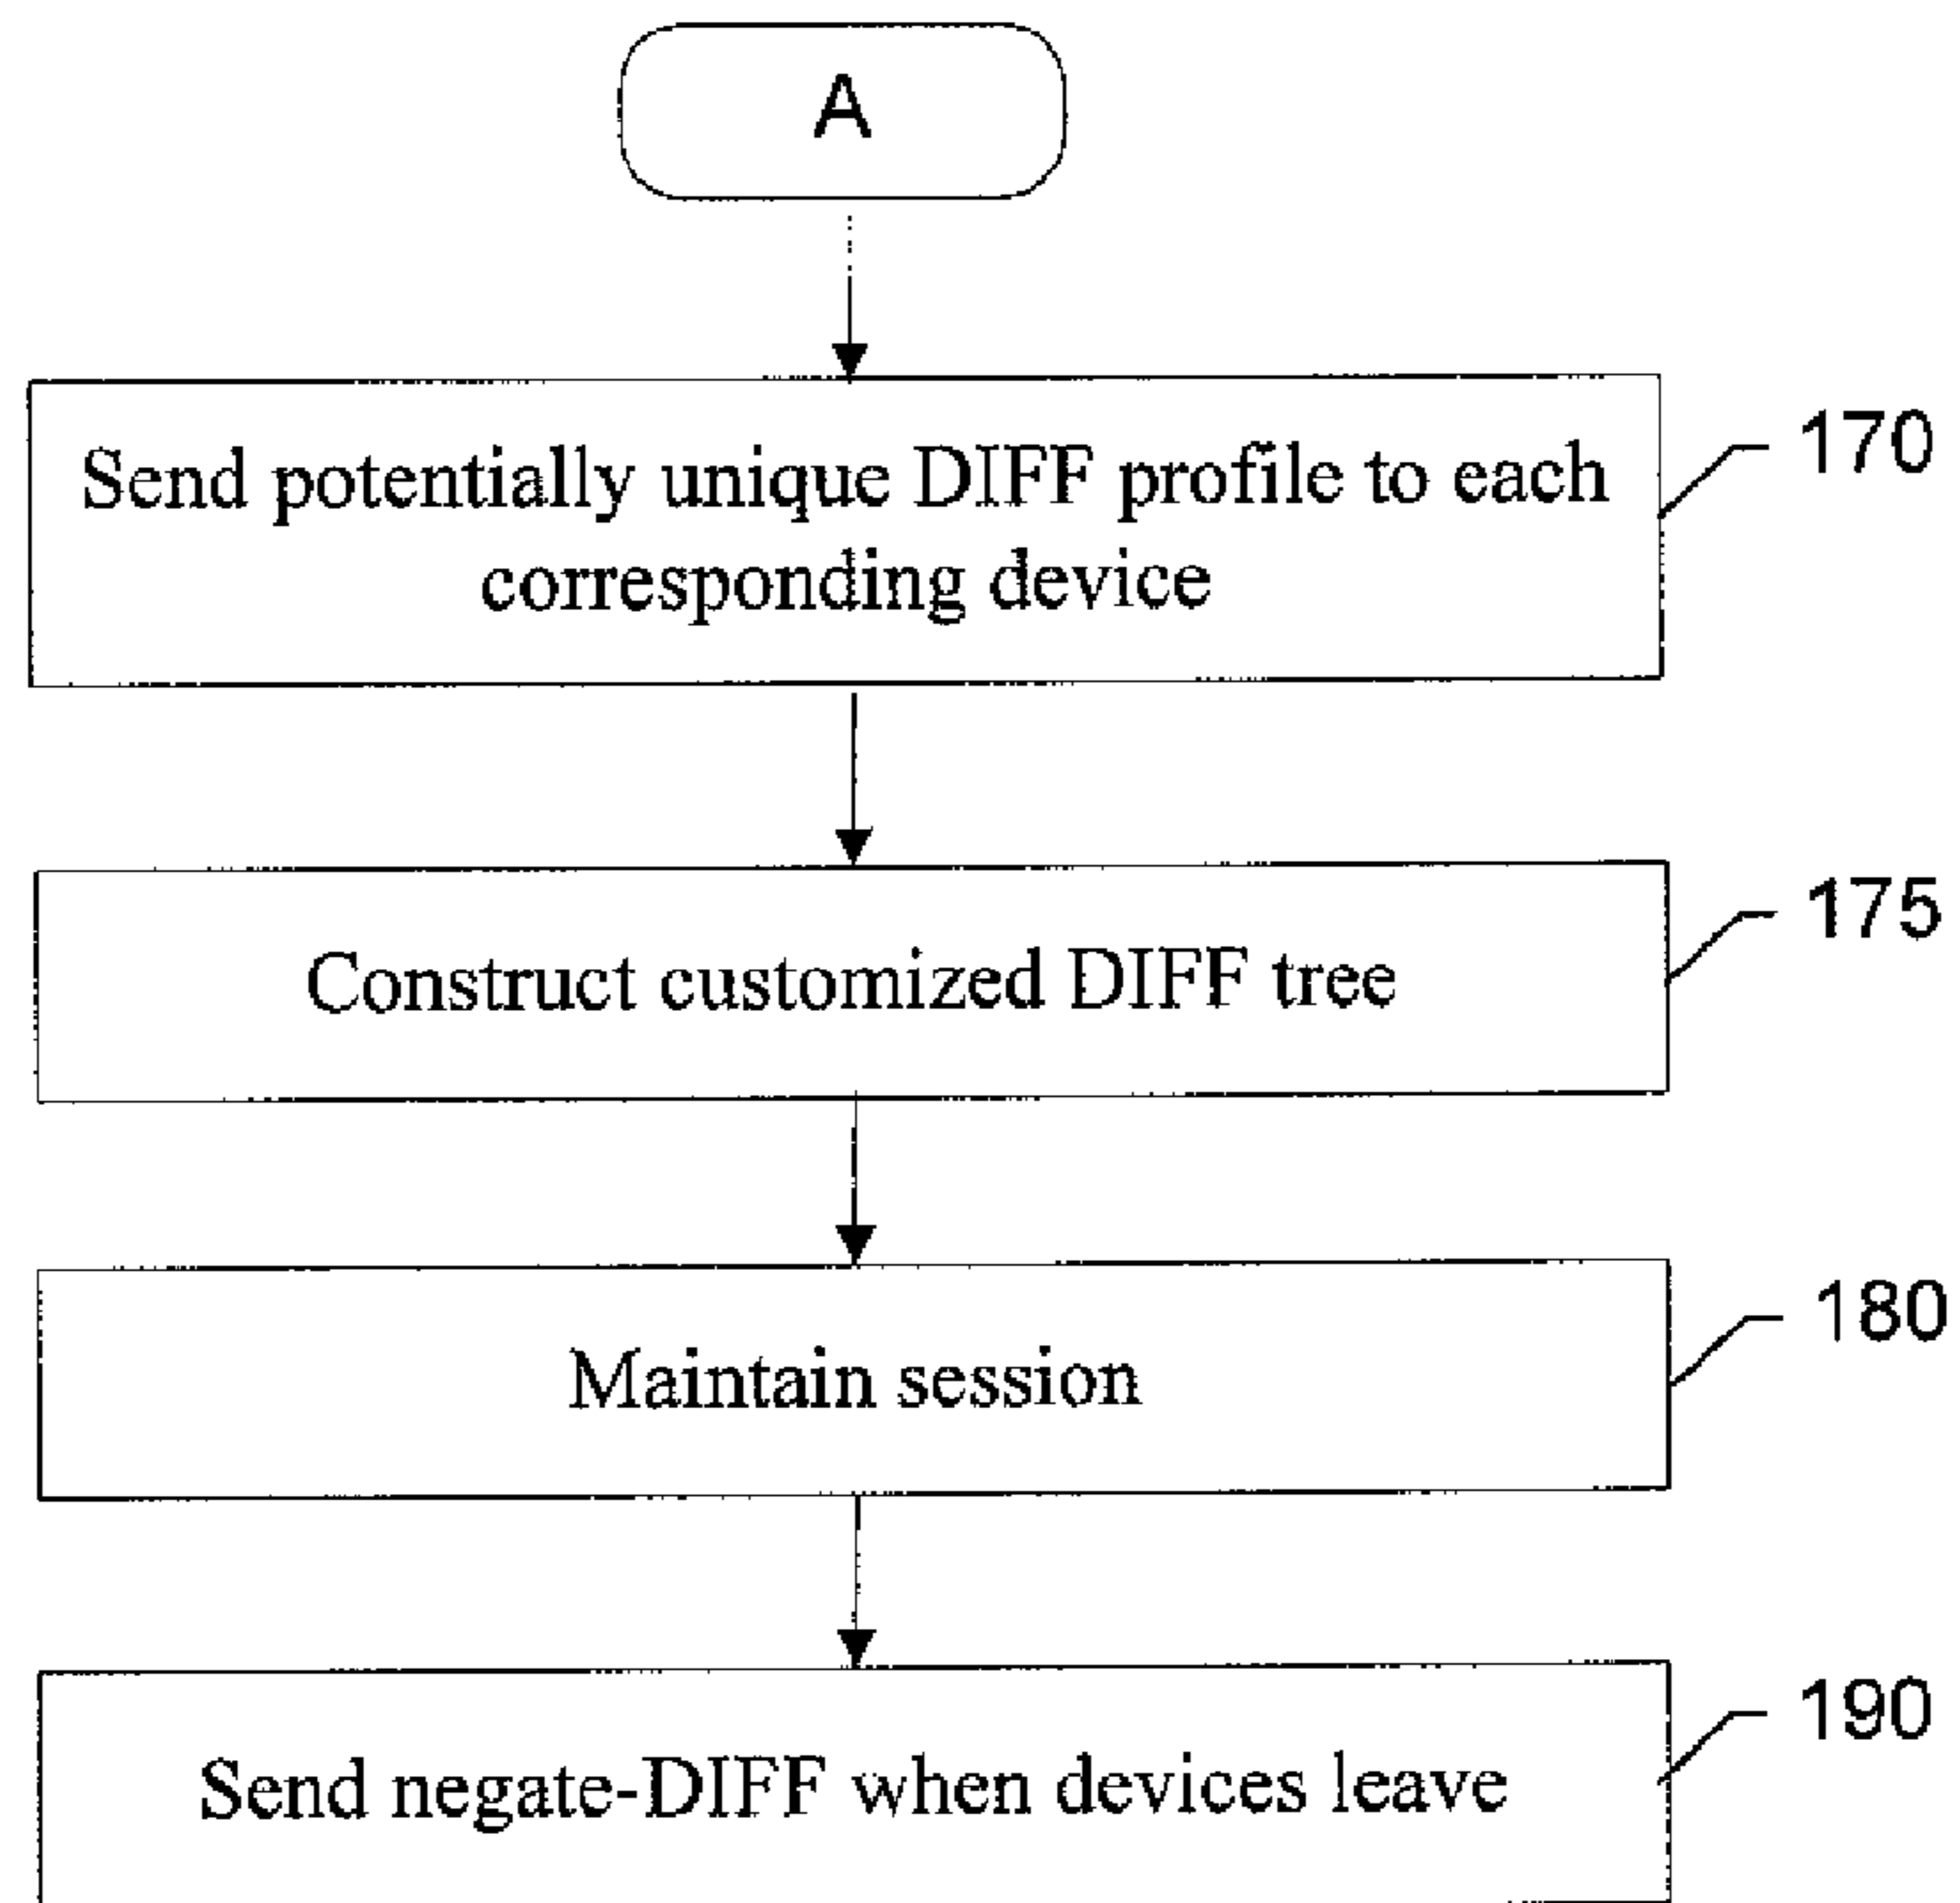 A
Send potentially unique DIFF profile to each
corresponding device
170
Construct customized DIFF tree
175
Maintain session
180
Send negate-DIFF when devices leave
190